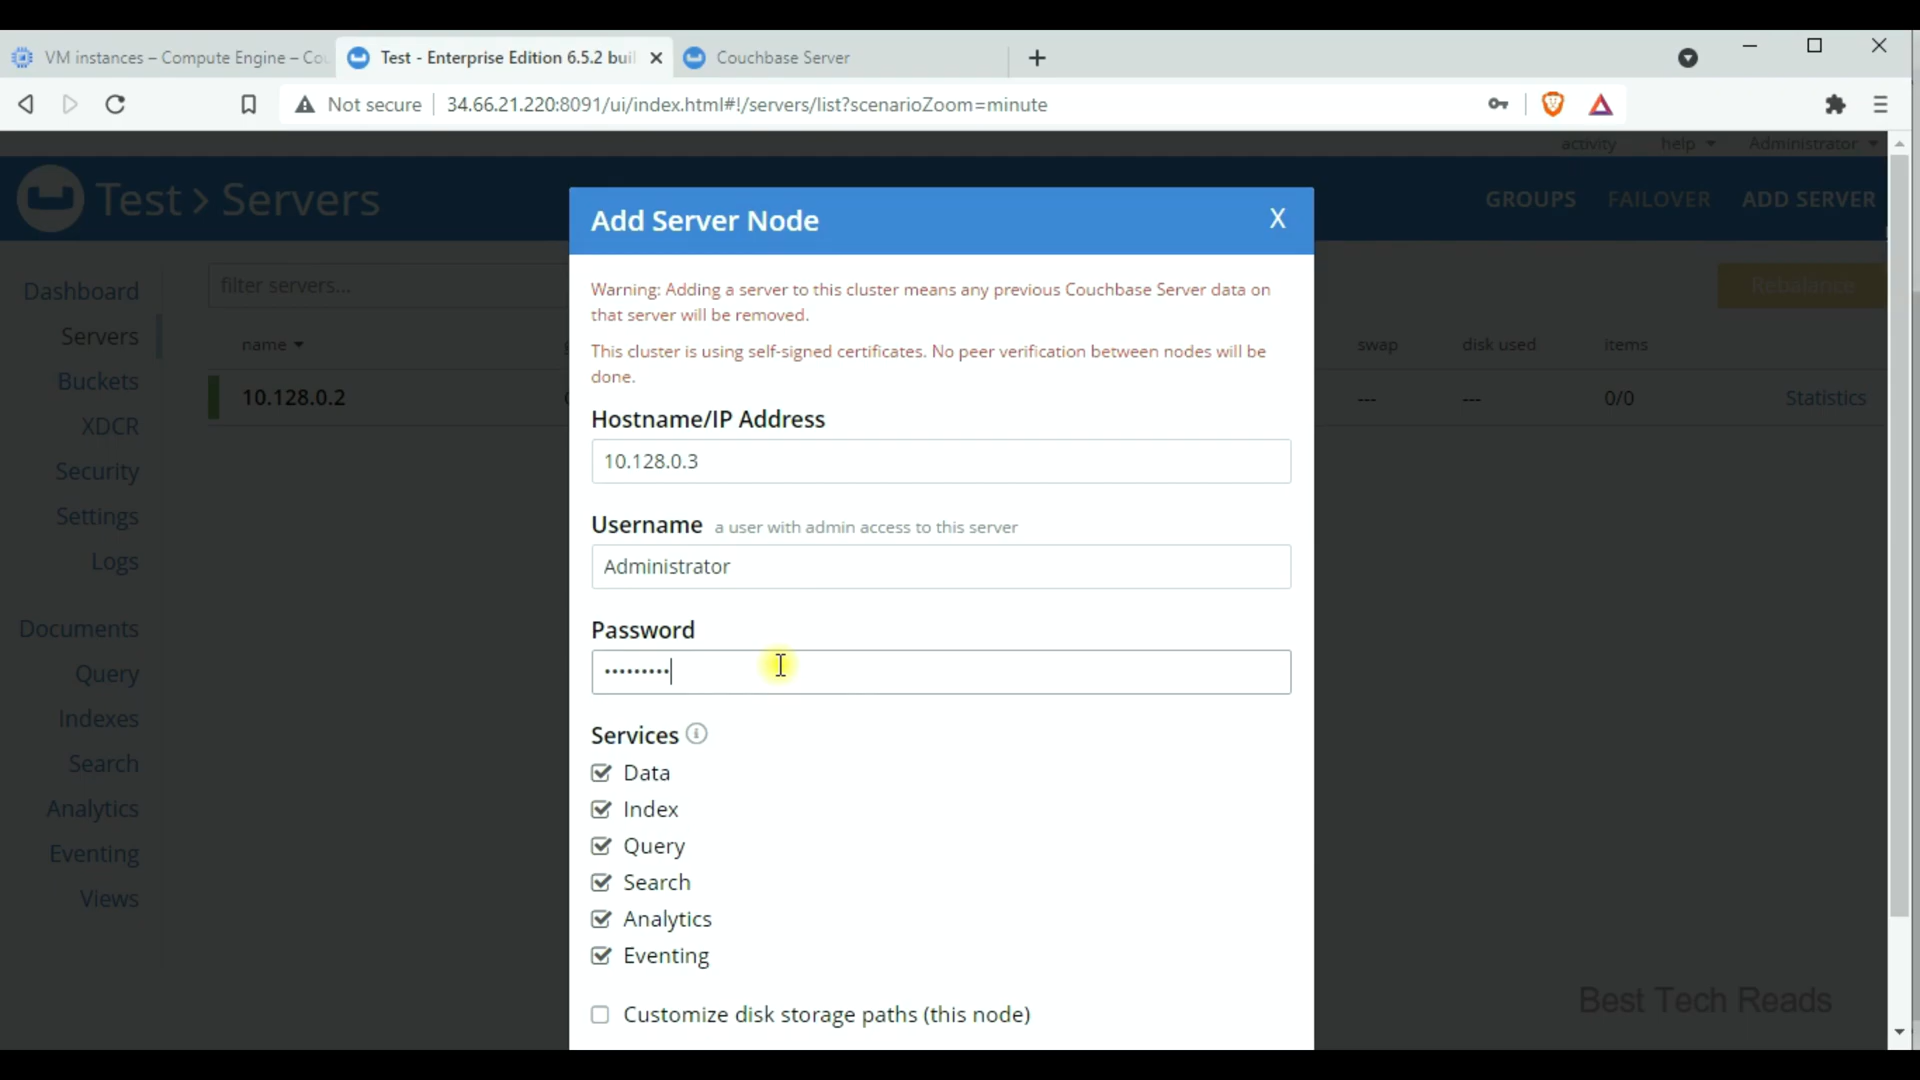 VM instances – Compute Engine – Co
Test - Enterprise Edition 6.5.2 buil
Couchbase Server
Not secure
34.66.21.220:8091/ui/index.html#!/servers/list?scenarioZoom=minute
activity
help
Administrator
Test > Servers
GROUPS
FAILOVER
ADD SERVER
Add Server Node
X
Dashboard
Servers
Buckets
XDCR
Security
Settings
Logs
Documents
Query
Indexes
Search
Analytics
Eventing
Views
filter servers...
Rebalance
name
swap
disk used
items
10.128.0.2
---
---
0/0
Statistics
Warning: Adding a server to this cluster means any previous Couchbase Server data on
that server will be removed.
This cluster is using self-signed certificates. No peer verification between nodes will be
done.
Hostname/IP Address
10.128.0.3
Username a user with admin access to this server
Administrator
Password
•••••••••
Services
Data
Index
Query
Search
Analytics
Eventing
Customize disk storage paths (this node)
Best Tech Reads